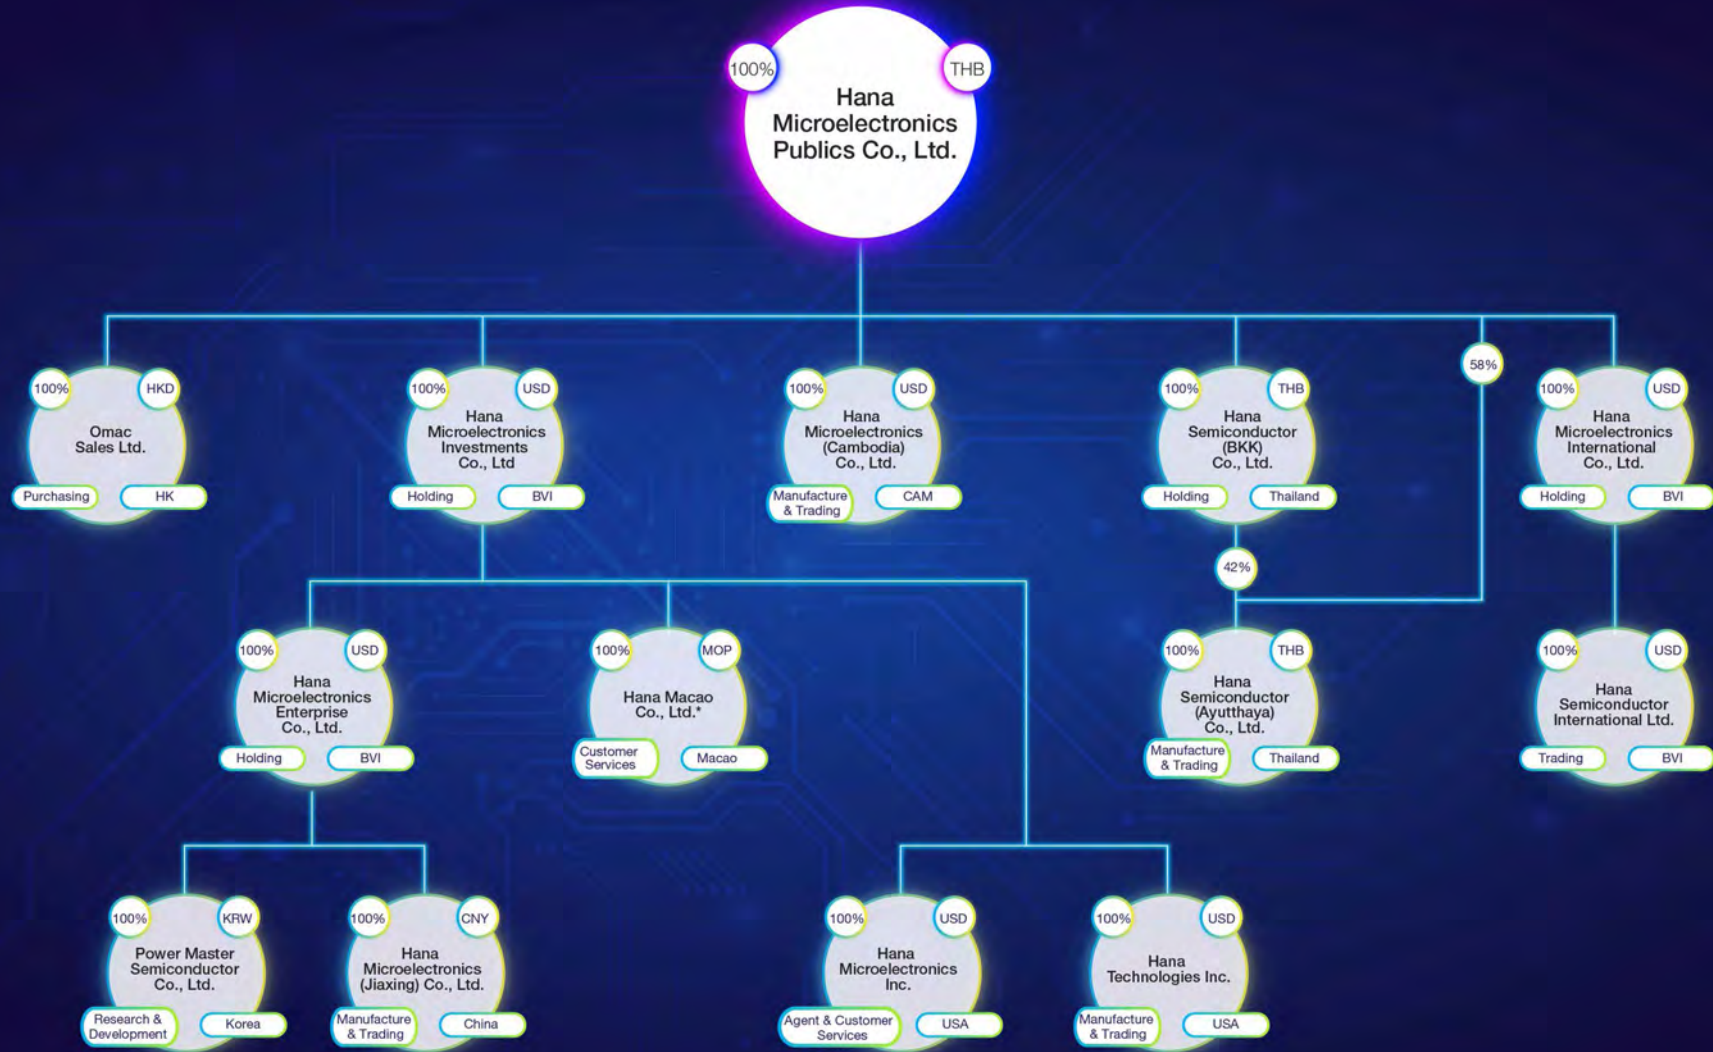 100%
THB
Hana
Microelectronics
Publics Co., Ltd.
100%
HKD
Omac
Sales Ltd.
Purchasing
HK
100%
USD
Hana
Microelectronics
Investments
Co., Ltd
Holding
BVI
100%
USD
Hana
Microelectronics
(Cambodia)
Co., Ltd.
Manufacture
& Trading
CAM
100%
THB
Hana
Semiconductor
(BKK)
Co., Ltd.
Holding
Thailand
58%
100%
USD
Hana
Microelectronics
International
Co., Ltd.
Holding
BVI
42%
100%
USD
Hana
Microelectronics
Enterprise
Co., Ltd.
Holding
BVI
100%
MOP
Hana Macao
Co., Ltd.*
Customer
Services
Macao
100%
THB
Hana
Semiconductor
(Ayutthaya)
Co., Ltd.
Manufacture
& Trading
Thailand
100%
USD
Hana
Semiconductor
International Ltd.
Trading
BVI
100%
KRW
Power Master
Semiconductor
Co., Ltd.
Research &
Development
Korea
100%
CNY
Hana
Microelectronics
(Jiaxing) Co., Ltd.
Manufacture
& Trading
China
100%
USD
Hana
Microelectronics
Inc.
Agent & Customer
Services
USA
100%
USD
Hana
Technologies Inc.
Manufacture
& Trading
USA